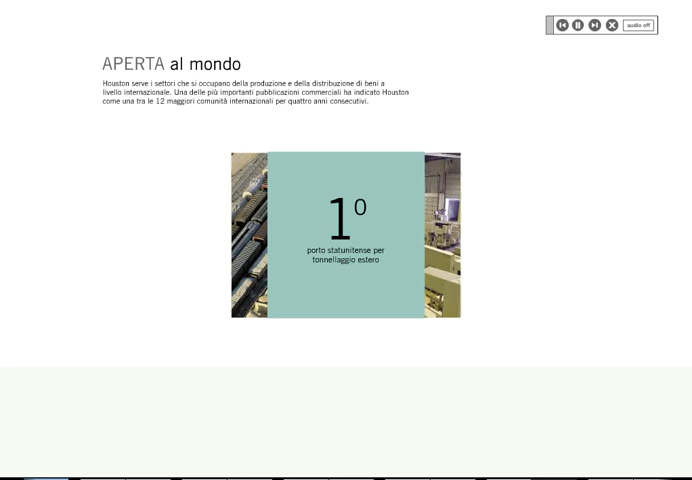 audio off
APERTA al mondo
Houston serve i settori che si occupano della produzione e della distribuzione di beni a
livello internazionale. Una delle più importanti pubblicazioni commerciali ha indicato Houston
come una tra le 12 maggiori comunità internazionali per quattro anni consecutivi.
1º
porto statunitense per
tonnellaggio estero